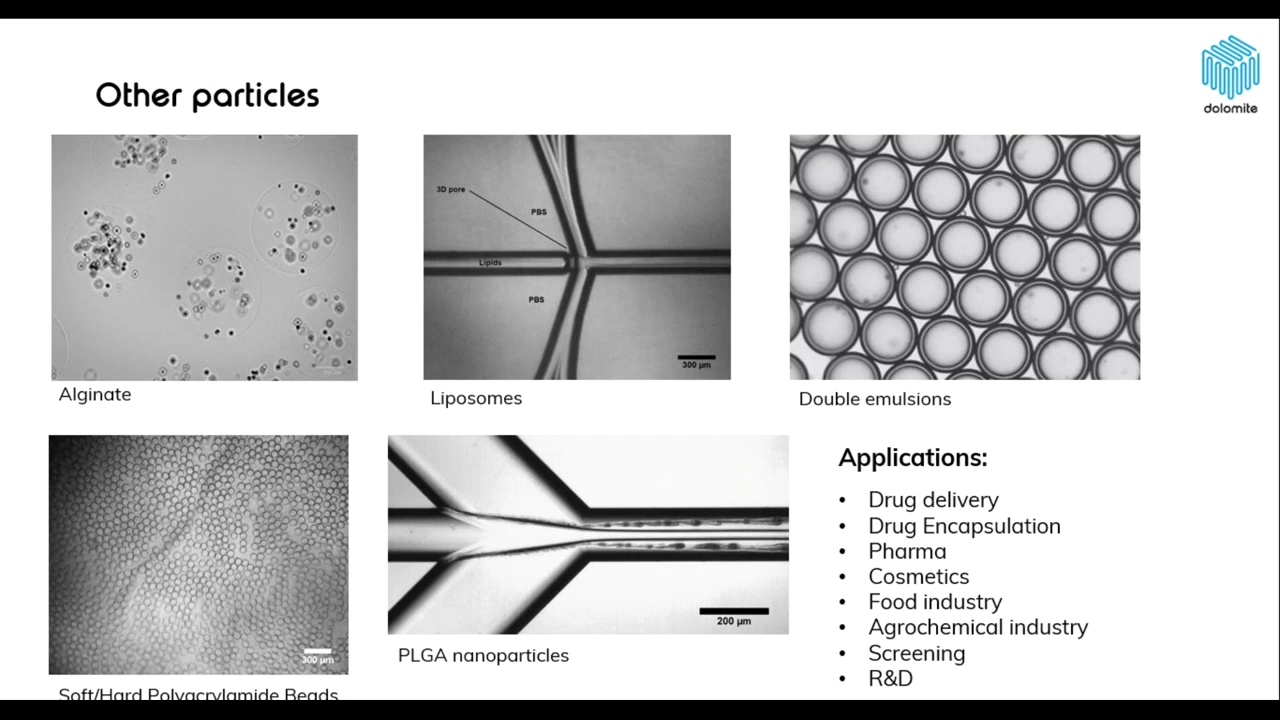 dolomite
Other particles
3D pore
PBS
Lipids
PBS
300 µm
Alginate
Liposomes
Double emulsions
300 µm
200 µm
PLGA nanoparticles
Soft/Hard Polyacrylamide Beads
Applications:
• Drug delivery
• Drug Encapsulation
• Pharma
• Cosmetics
• Food industry
• Agrochemical industry
• Screening
• R&D